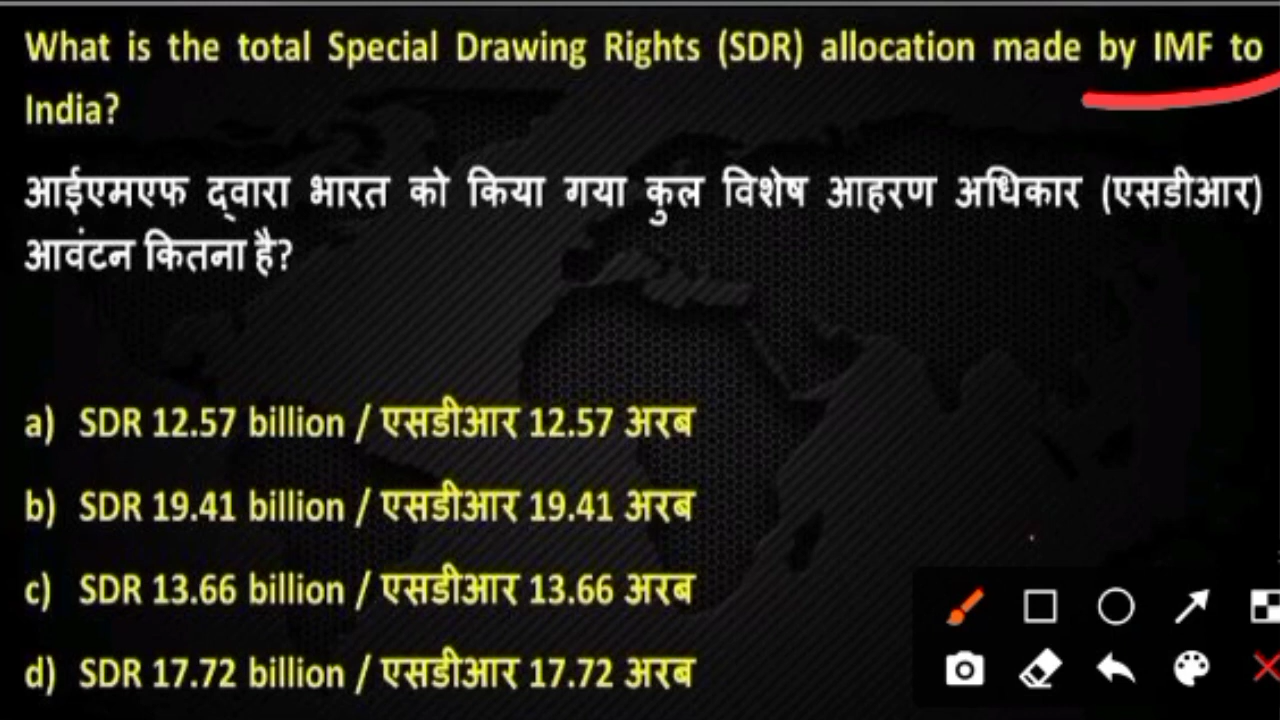 What is the total Special Drawing Rights (SDR) allocation made by IMF to
India?
आईएमएफ द्वारा भारत को किया गया कुल विशेष आहरण अधिकार (एसडीआर)
आवंटन कितना है?
a) SDR 12.57 billion / एसडीआर 12.57 अरब
b) SDR 19.41 billion / एसडीआर 19.41 अरब
c) SDR 13.66 billion / एसडीआर 13.66 अरब
d) SDR 17.72 billion / एसडीआर 17.72 अरब